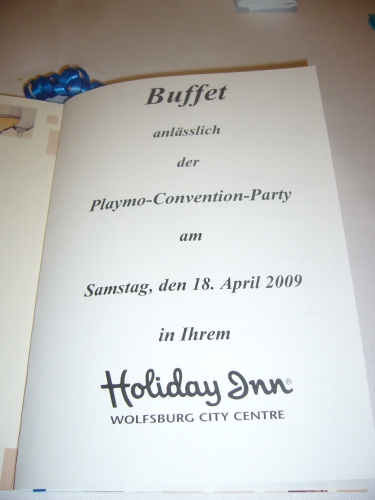 Buffet
anlässlich
der
Playmo-Convention-Party
am
Samstag, den 18. April 2009
in Ihrem
Holiday Inn®
WOLFSBURG CITY CENTRE